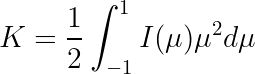 K = \frac{1}{2} \int_{-1}^{1} I(\mu)\mu^2 d\mu